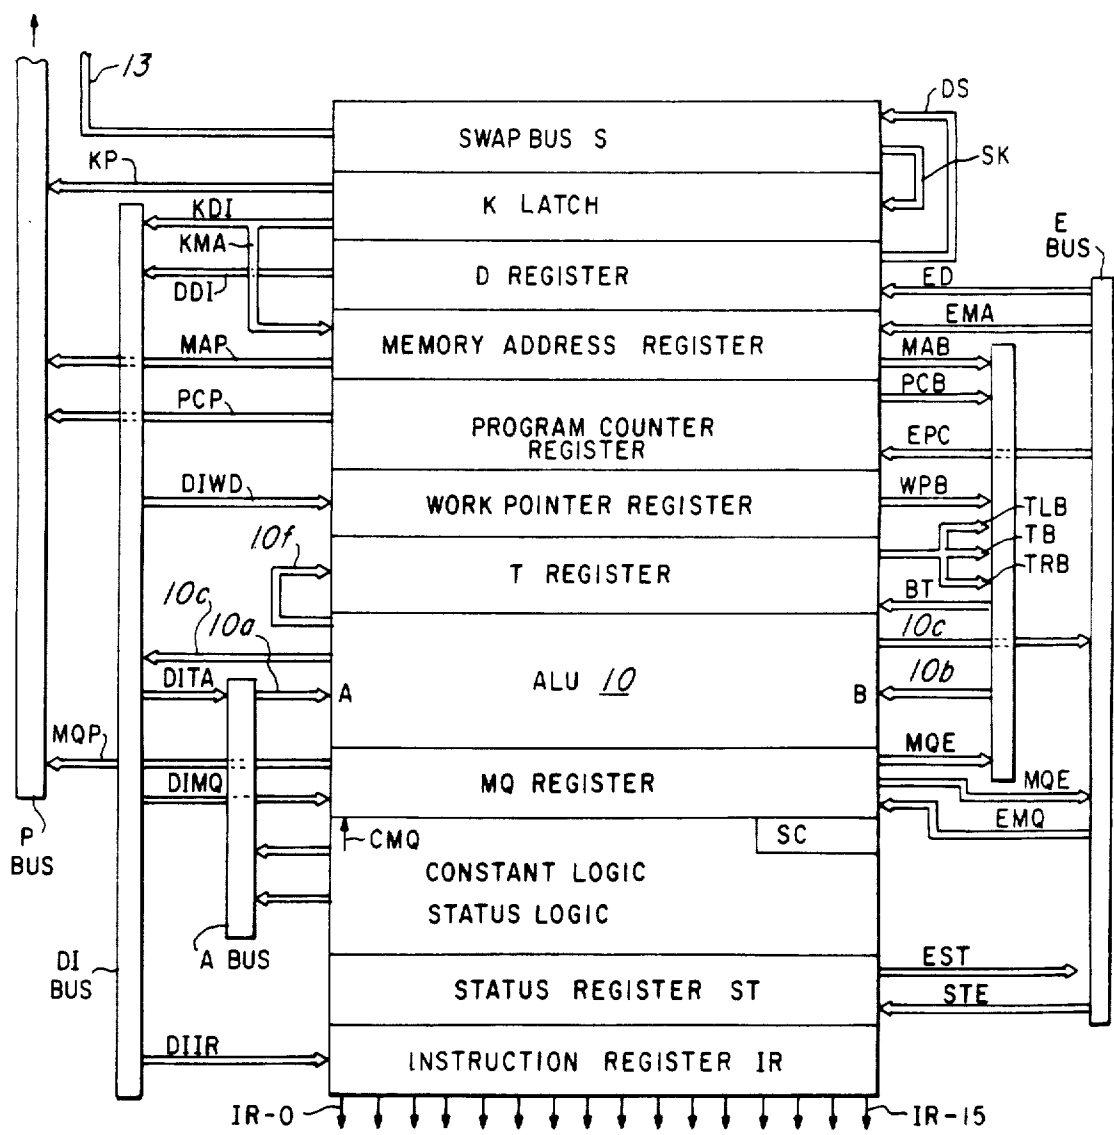 13
DS
SWAP BUS S
KP
SK
K LATCH
KDI
E
BUS
KMA
D REGISTER
ED
DDI
EMA
MAP
MEMORY ADDRESS REGISTER
MAB
PCP
PCB
PROGRAM COUNTER
REGISTER
EPC
DIWD
WORK POINTER REGISTER
WPB
TLB
10f
TB
T REGISTER
TRB
BT
10c
10a
10c
ALU 10
DITA
A
B
10b
MQP
MQE
DIMQ
MQ REGISTER
MQE
P
BUS
CMQ
SC
EMQ
CONSTANT LOGIC
STATUS LOGIC
A BUS
DI
BUS
EST
STATUS REGISTER ST
STE
DIIR
INSTRUCTION REGISTER IR
IR-0
IR-15